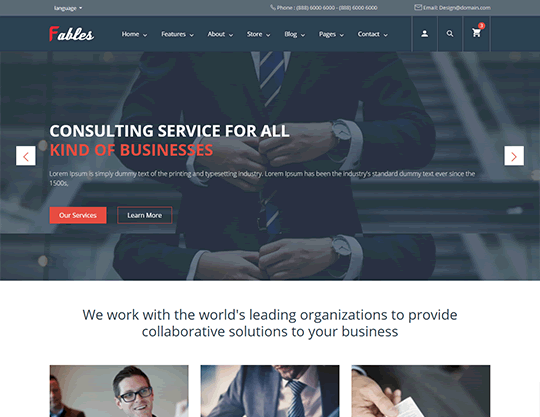 language
Phone : (888) 6000 6000 - (888) 6000 6000
Email: Design@domain.com
Fables
Home Features About Store Blog Pages Contact
3
CONSULTING SERVICE FOR ALL
KIND OF BUSINESSES
Lorem Ipsum is simply dummy text of the printing and typesetting industry. Lorem Ipsum has been the industry's standard dummy text ever since the
1500s,
Our Services Learn More
We work with the world's leading organizations to provide
collaborative solutions to your business